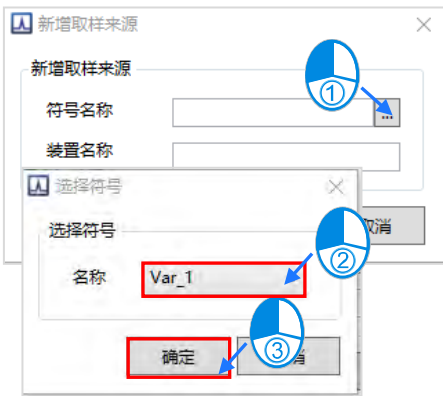 新增取样来源
新增取样来源
符号名称
...
①
装置名称
取消
选择符号
选择符号
名称
Var_1
②
确定
③
消